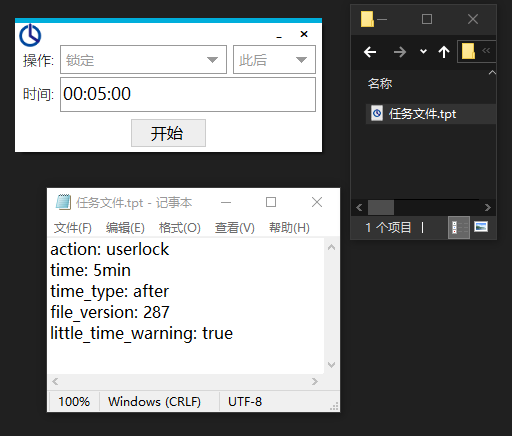 操作: 锁定 此后
时间: 00:05:00
开始
名称
任务文件.tpt
1 个项目
任务文件.tpt - 记事本
文件(F) 编辑(E) 格式(O) 查看(V) 帮助(H)
action: userlock
time: 5min
time_type: after
file_version: 287
little_time_warning: true
100% Windows (CRLF) UTF-8